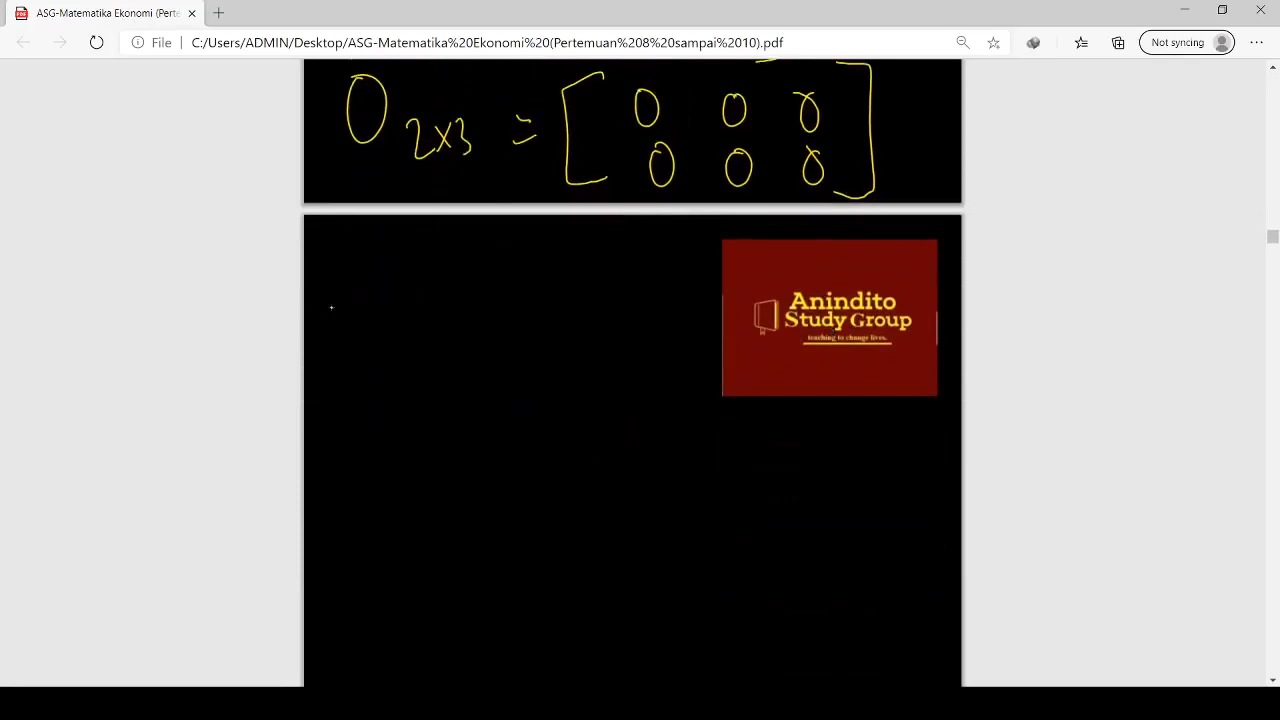 ASG-Matematika Ekonomi (Perte
File
C:/Users/ADMIN/Desktop/ASG-Matematika%20Ekonomi%20(Pertemuan%208%20sampai%2010).pdf
Not syncing
O 2x3 = [ 0 0 0
0 0 0 ]
Anindito
Study Group
teaching to change lives.